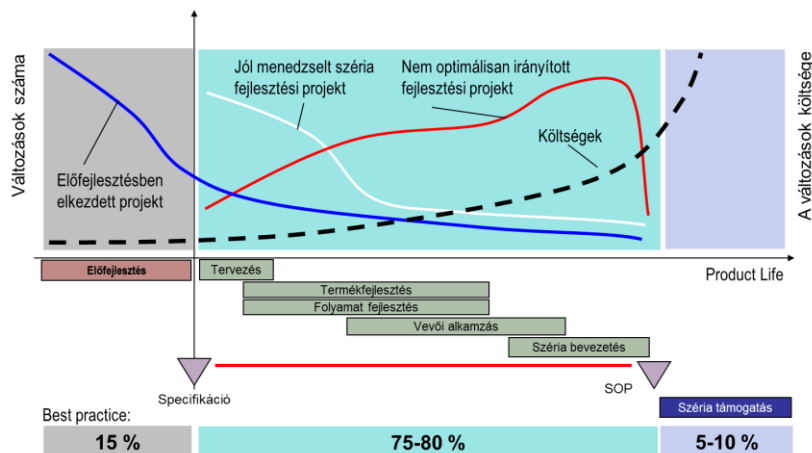 Változások száma
A változások költsége
Jól menedzselt széria
fejlesztési projekt
Nem optimálisan irányított
fejlesztési projekt
Költségek
Előfejlesztésben
elkezdett projekt
Előfejlesztés
Tervezés
Product Life
Termékfejlesztés
Folyamat fejlesztés
Vevői alkamzás
Széria bevezetés
Specifikáció
SOP
Széria támogatás
Best practice:
15 %
75-80 %
5-10 %